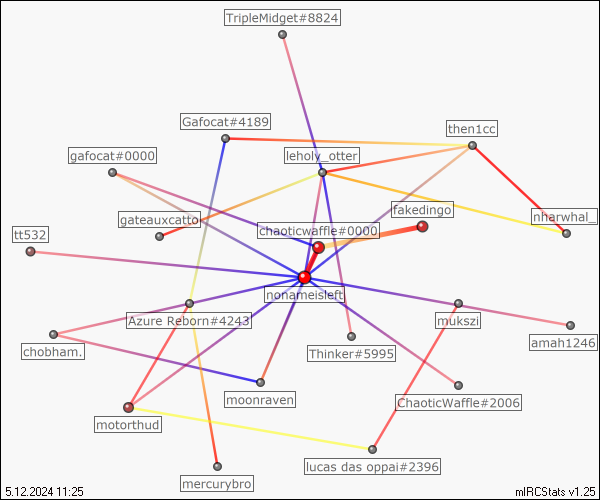 TripleMidget#8824
Gafocat#4189
then1cc
gafocat#0000
leholy_otter
fakedingo
gateauxcatto
nharwhal_
chaoticwaffle#0000
tt532
nonameisleft
Azure Reborn#4243
mukszi
amah1246
chobham.
Thinker#5995
moonraven
ChaoticWaffle#2006
motorthud
lucas das oppai#2396
mercurybro
5.12.2024 11:25
mIRCStats v1.25